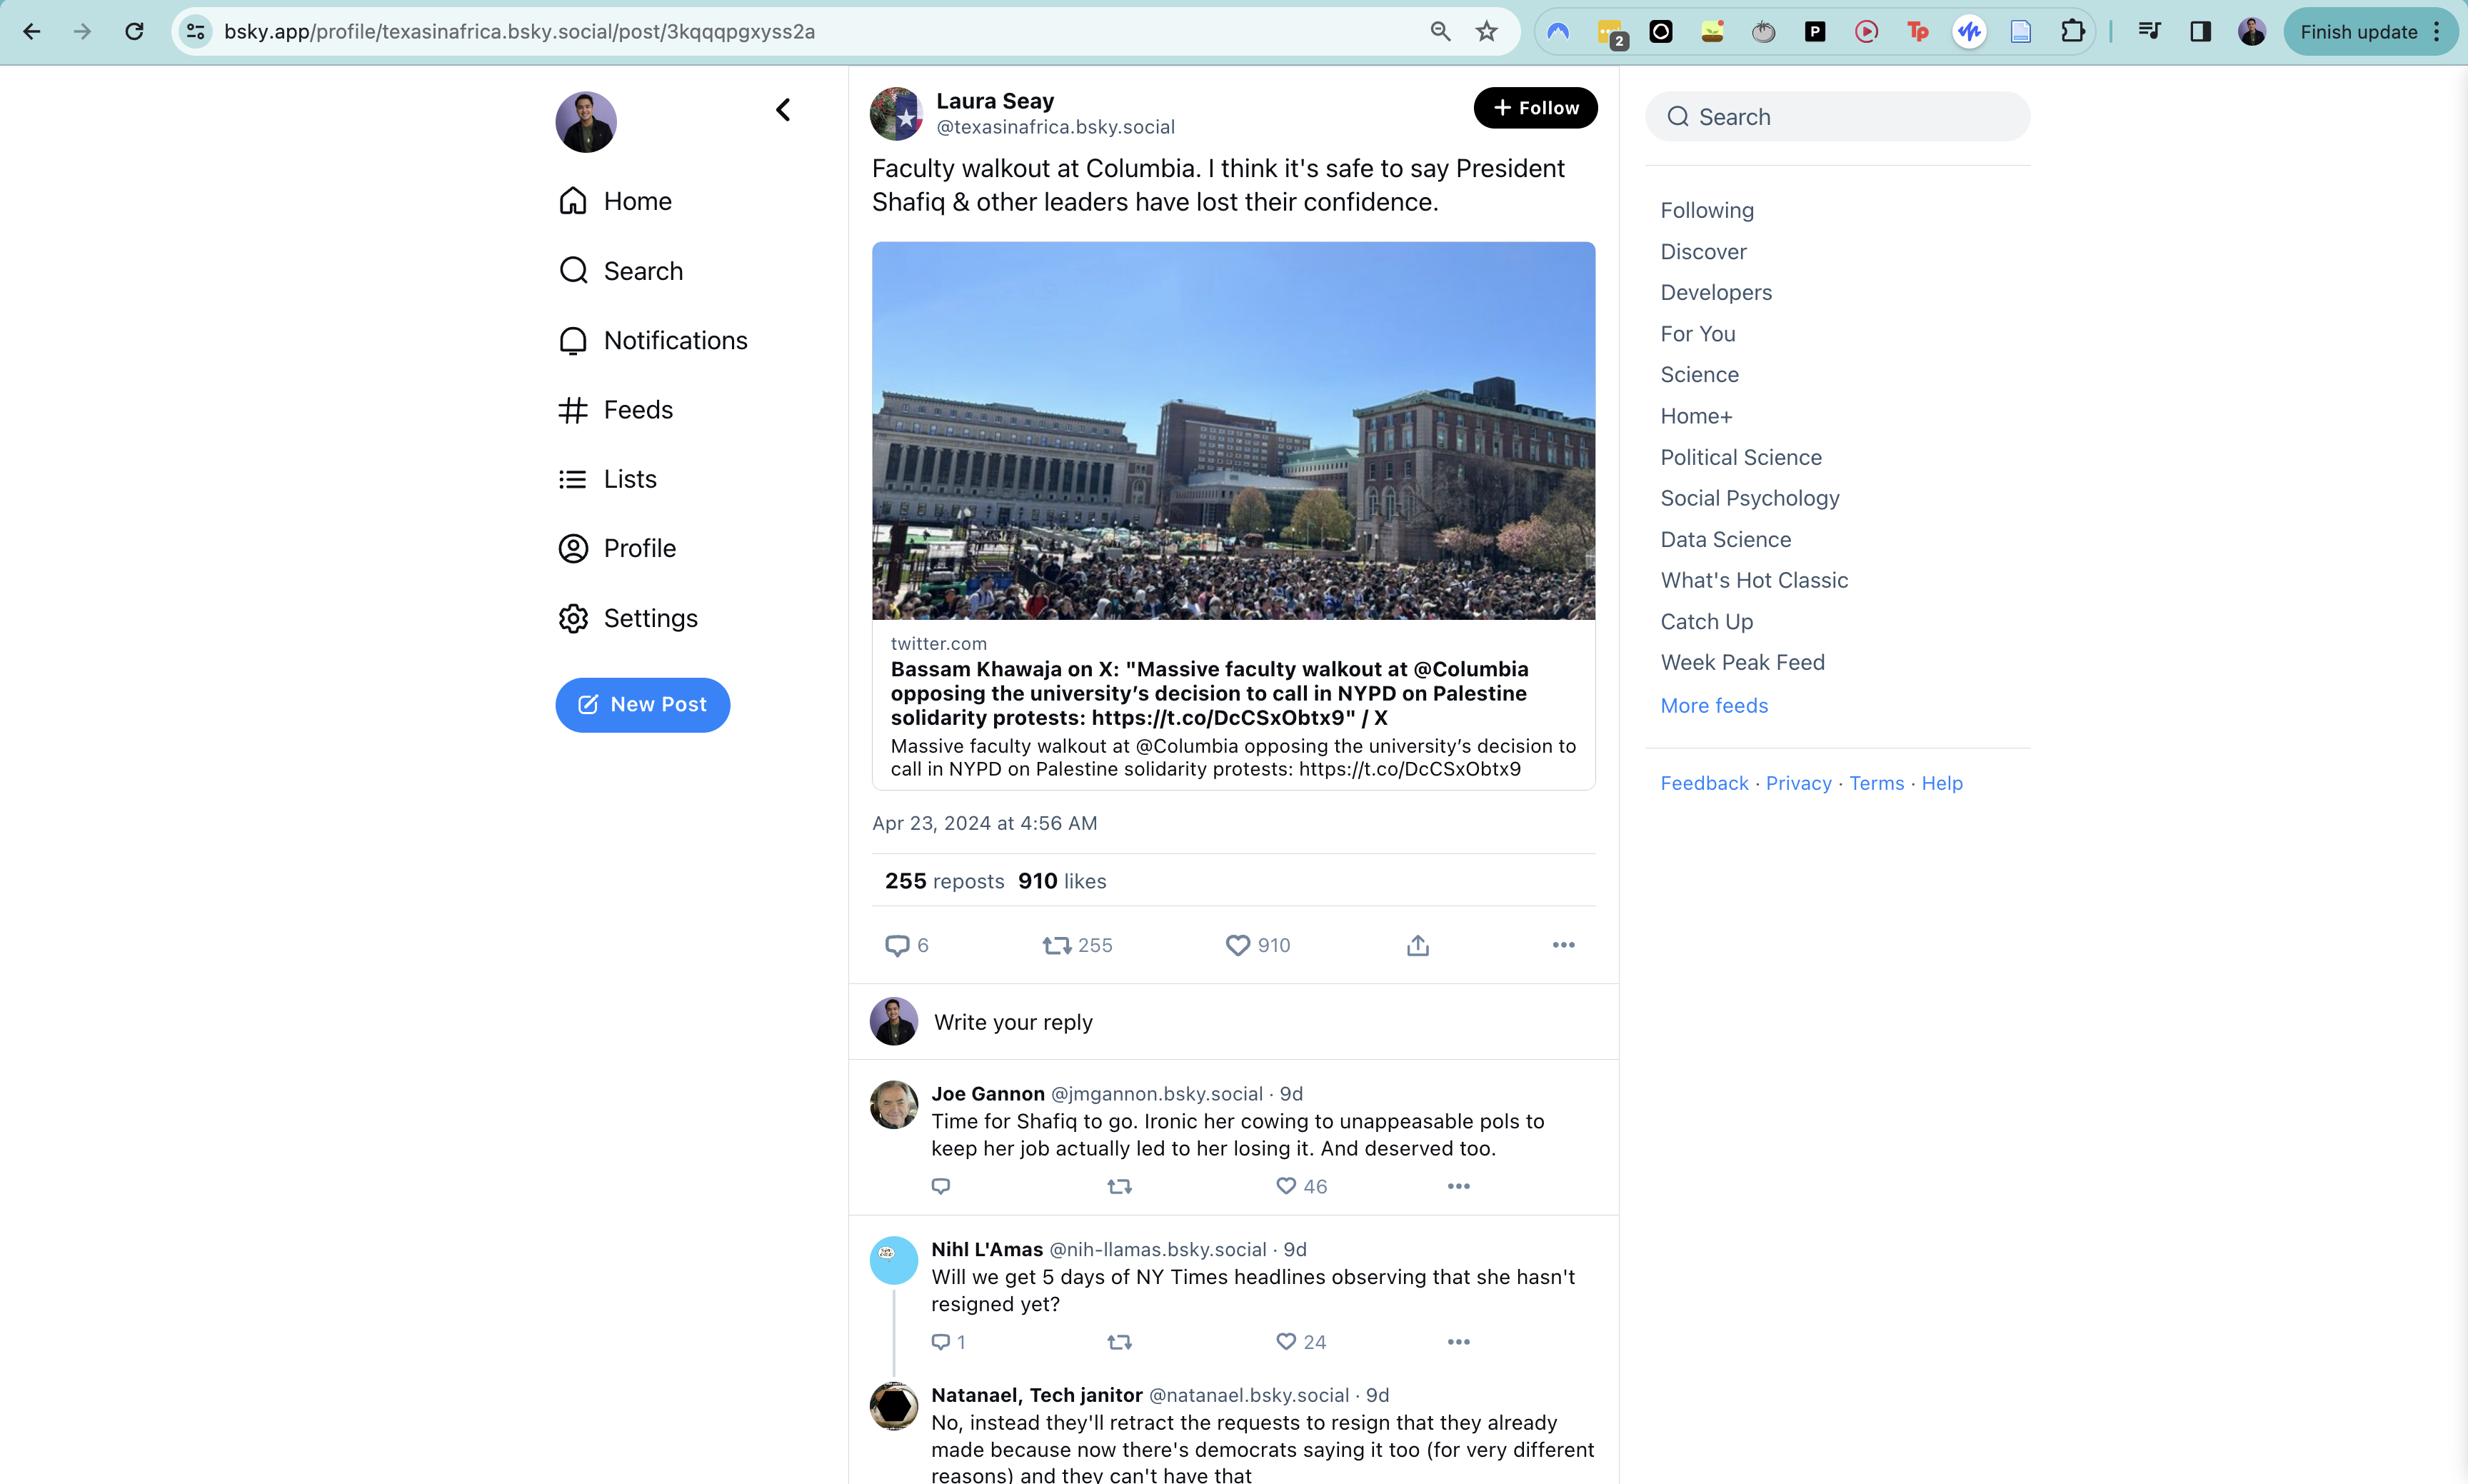 bsky.app/profile/texasinafrica.bsky.social/post/3kqqqpgxyss2a
2
P
Tp
Finish update
Home
Search
Notifications
Feeds
Lists
Profile
Settings
New Post
Laura Seay
@texasinafrica.bsky.social
+ Follow
Faculty walkout at Columbia. I think it's safe to say President
Shafiq & other leaders have lost their confidence.
twitter.com
Bassam Khawaja on X: "Massive faculty walkout at @Columbia
opposing the university’s decision to call in NYPD on Palestine
solidarity protests: https://t.co/DcCSxObtx9" / X
Massive faculty walkout at @Columbia opposing the university’s decision to
call in NYPD on Palestine solidarity protests: https://t.co/DcCSxObtx9
Apr 23, 2024 at 4:56 AM
255 reposts 910 likes
6 255 910
Write your reply
Joe Gannon @jmgannon.bsky.social · 9d
Time for Shafiq to go. Ironic her cowing to unappeasable pols to
keep her job actually led to her losing it. And deserved too.
46
Nihl L'Amas @nih-llamas.bsky.social · 9d
Will we get 5 days of NY Times headlines observing that she hasn't
resigned yet?
1 24
Natanael, Tech janitor @natanael.bsky.social · 9d
No, instead they'll retract the requests to resign that they already
made because now there's democrats saying it too (for very different
reasons) and they can't have that
Search
Following
Discover
Developers
For You
Science
Home+
Political Science
Social Psychology
Data Science
What's Hot Classic
Catch Up
Week Peak Feed
More feeds
Feedback · Privacy · Terms · Help